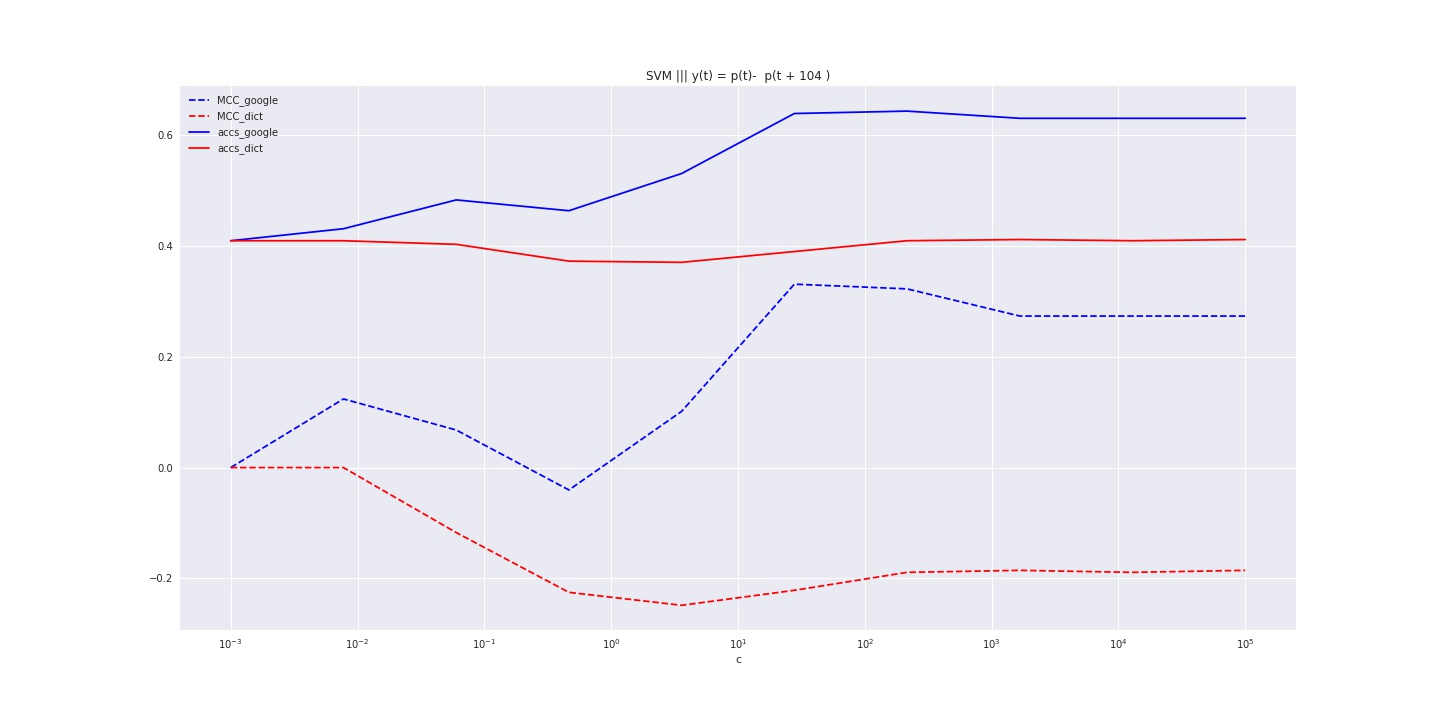 SVM ||| y(t) = p(t)-  p(t + 104 )
MCC_google
MCC_dict
accs_google
accs_dict
0.6
0.4
0.2
0.0
−0.2
10⁻³ 10⁻² 10⁻¹ 10⁰ 10¹ 10² 10³ 10⁴ 10⁵
c